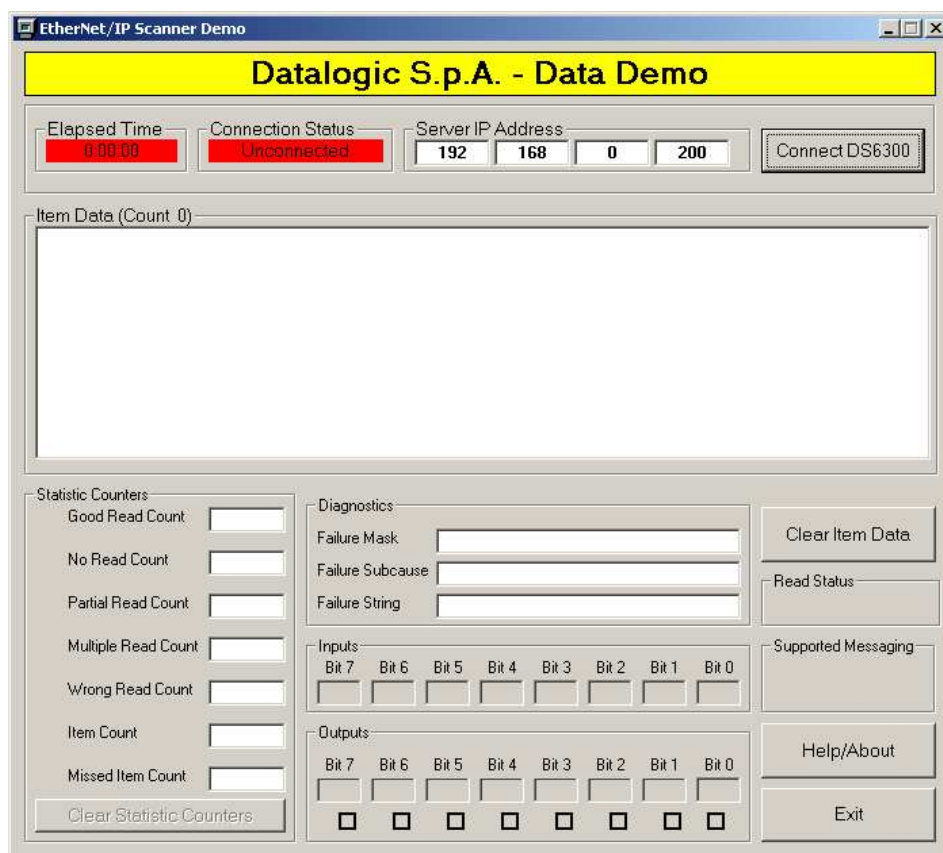 EtherNet/IP Scanner Demo
Datalogic S.p.A. - Data Demo
Elapsed Time
0:00:00
Connection Status
Unconnected
Server IP Address
192 168 0 200
Connect DS6300
Item Data (Count 0)
Statistic Counters
Good Read Count
No Read Count
Partial Read Count
Multiple Read Count
Wrong Read Count
Item Count
Missed Item Count
Clear Statistic Counters
Diagnostics
Failure Mask
Failure Subcause
Failure String
Inputs
Bit 7 Bit 6 Bit 5 Bit 4 Bit 3 Bit 2 Bit 1 Bit 0
Outputs
Bit 7 Bit 6 Bit 5 Bit 4 Bit 3 Bit 2 Bit 1 Bit 0
Clear Item Data
Read Status
Supported Messaging
Help/About
Exit